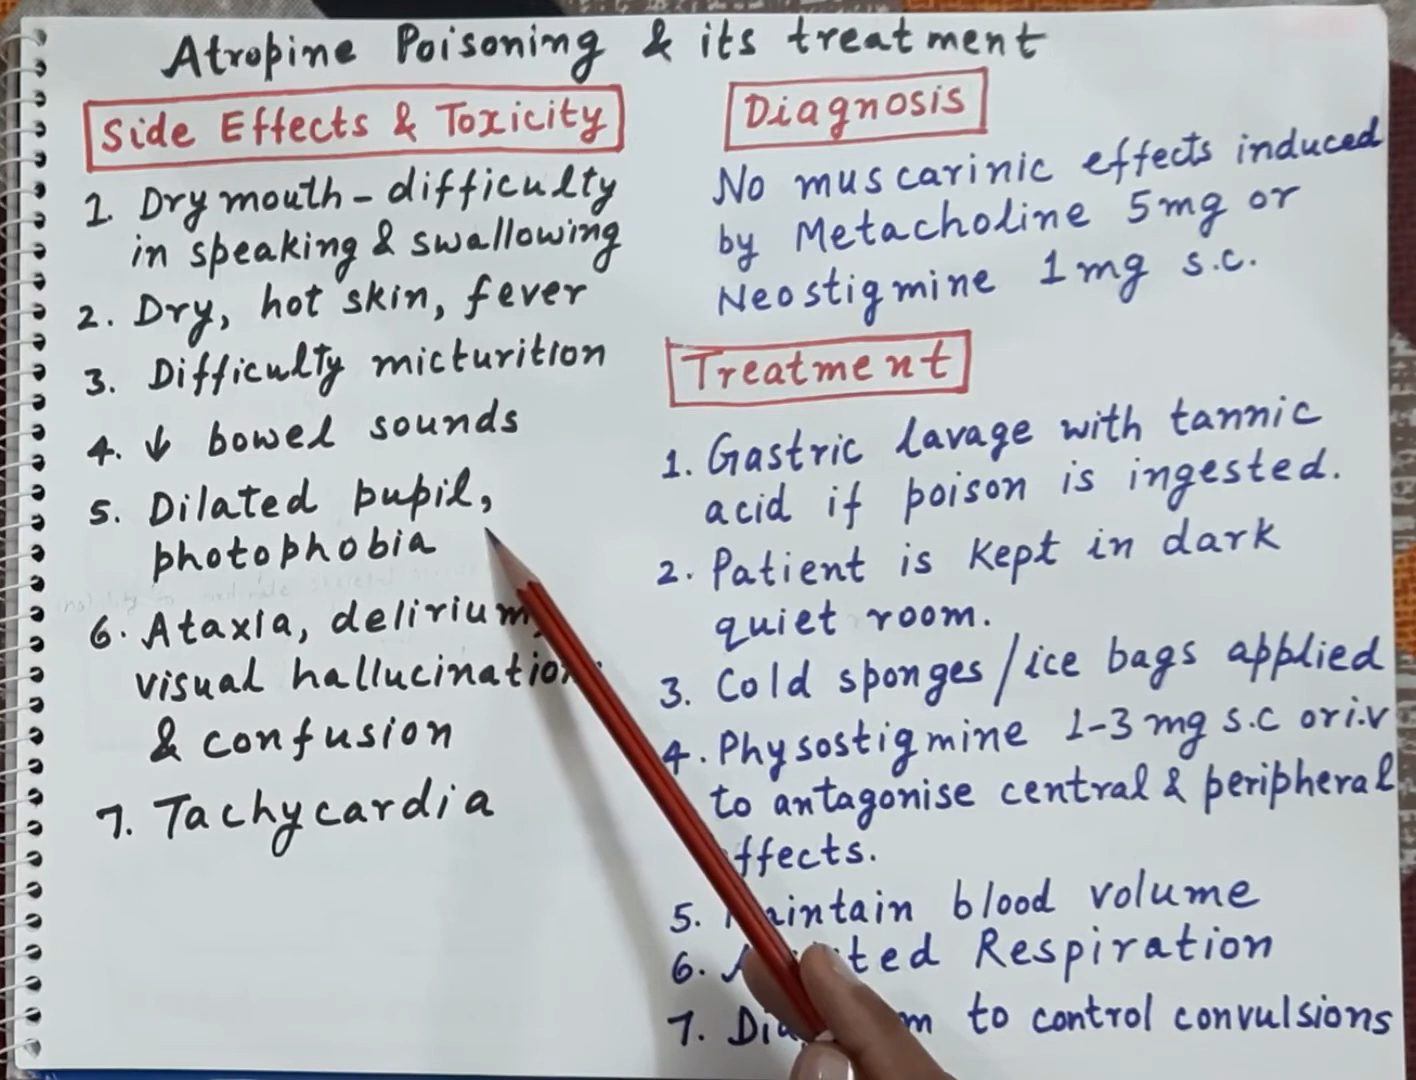 Atropine Poisoning & its treatment
Side Effects & Toxicity
1. Dry mouth - difficulty
in speaking & swallowing
2. Dry, hot skin, fever
3. Difficulty micturition
4. ↓ bowel sounds
5. Dilated pupil,
photophobia
6. Ataxia, delirium,
visual hallucination
& confusion
7. Tachycardia
Diagnosis
No muscarinic effects induced
by Metacholine 5mg or
Neostigmine 1mg s.c.
Treatment
1. Gastric lavage with tannic
acid if poison is ingested.
2. Patient is kept in dark
quiet room.
3. Cold sponges/ice bags applied
4. Physostigmine 1-3mg s.c or i.v
to antagonise central & peripheral
ffects.
5. aintain blood volume
6. Respiration
7. to control convulsions